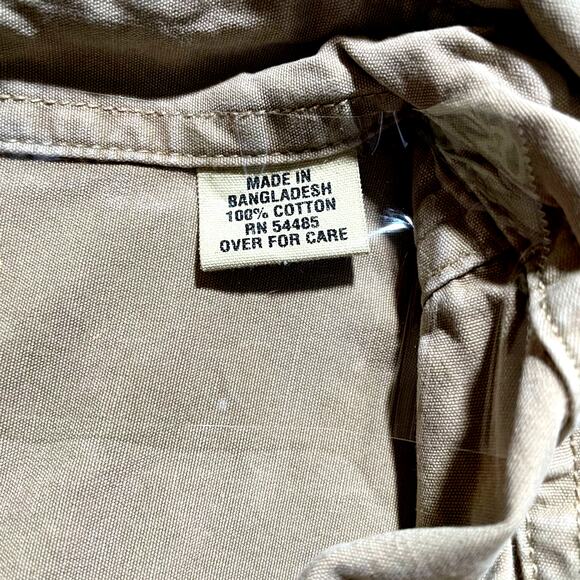 MADE IN
BANGLADESH
100% COTTON
RN 54485
OVER FOR CARE